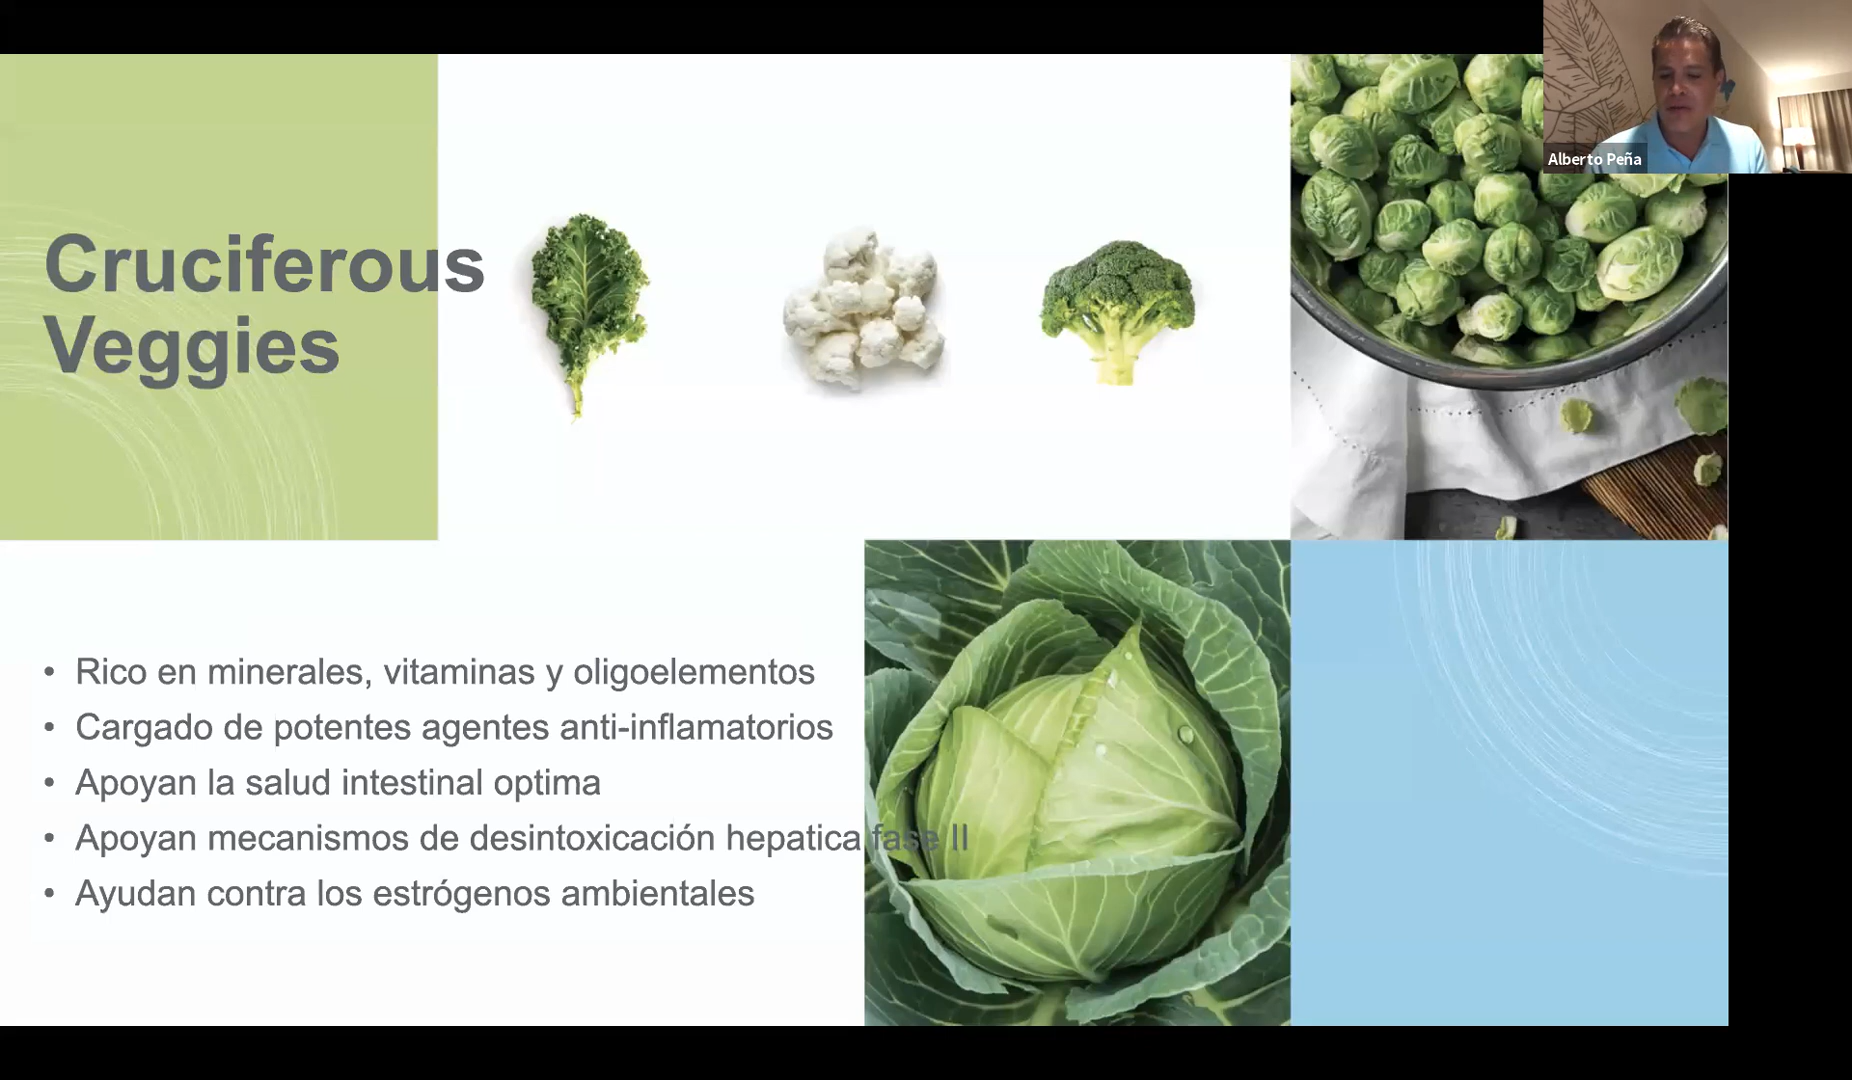 Alberto Peña
Cruciferous
Veggies
• Rico en minerales, vitaminas y oligoelementos
• Cargado de potentes agentes anti-inflamatorios
• Apoyan la salud intestinal optima
• Apoyan mecanismos de desintoxicación hepatica fase II
• Ayudan contra los estrógenos ambientales